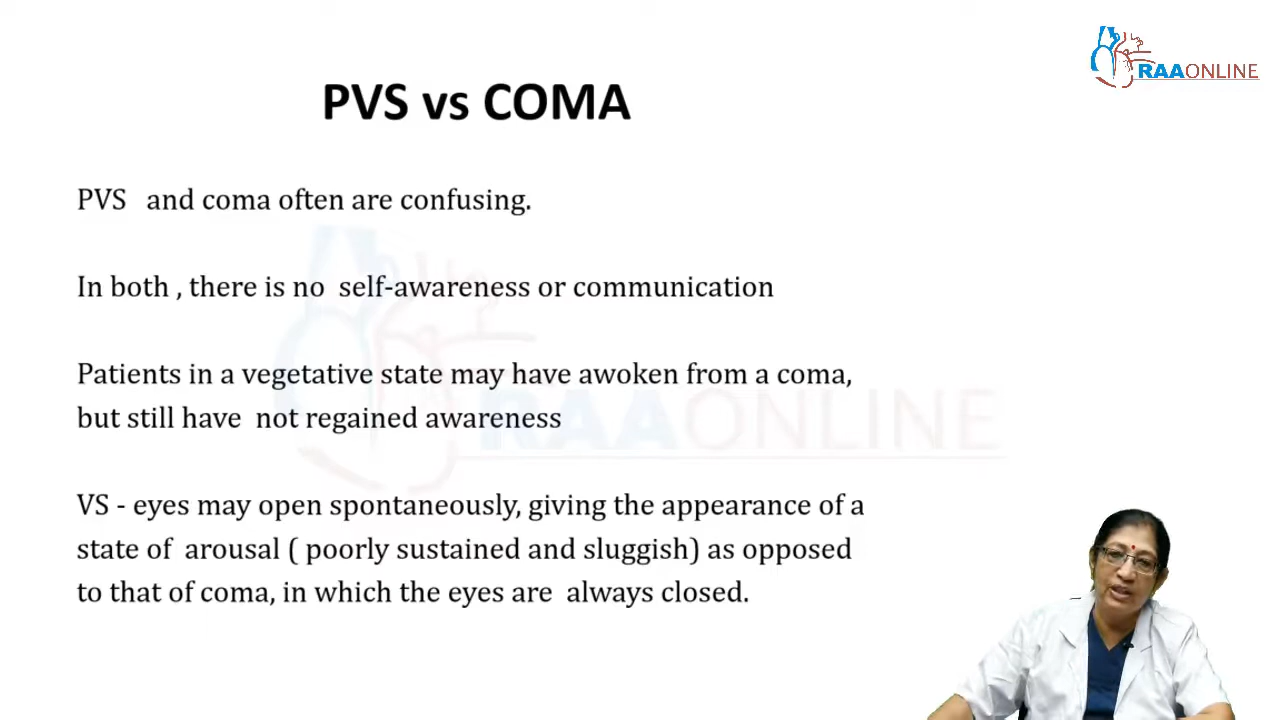 RAAONLINE
PVS vs COMA
PVS and coma often are confusing.
In both , there is no self-awareness or communication
Patients in a vegetative state may have awoken from a coma,
but still have not regained awareness
VS - eyes may open spontaneously, giving the appearance of a
state of arousal ( poorly sustained and sluggish) as opposed
to that of coma, in which the eyes are always closed.
RAAONLINE